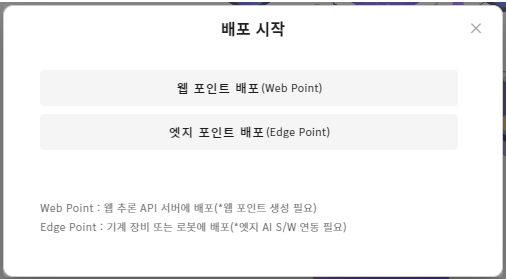 배포 시작
웹 포인트 배포(Web Point)
엣지 포인트 배포(Edge Point)
Web Point : 웹 추론 API 서버에 배포(*웹 포인트 생성 필요)
Edge Point : 기계 장비 또는 로봇에 배포(*엣지 AI S/W 연동 필요)